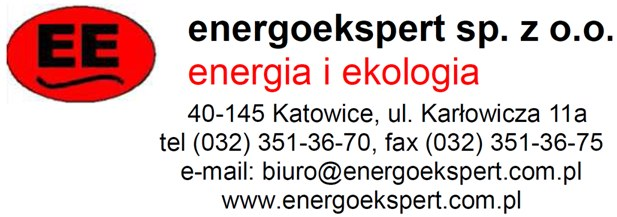 EE
energoekspert sp. z o.o.
energia i ekologia
40-145 Katowice, ul. Karłowicza 11a
tel (032) 351-36-70, fax (032) 351-36-75
e-mail: biuro@energoekspert.com.pl
www.energoekspert.com.pl